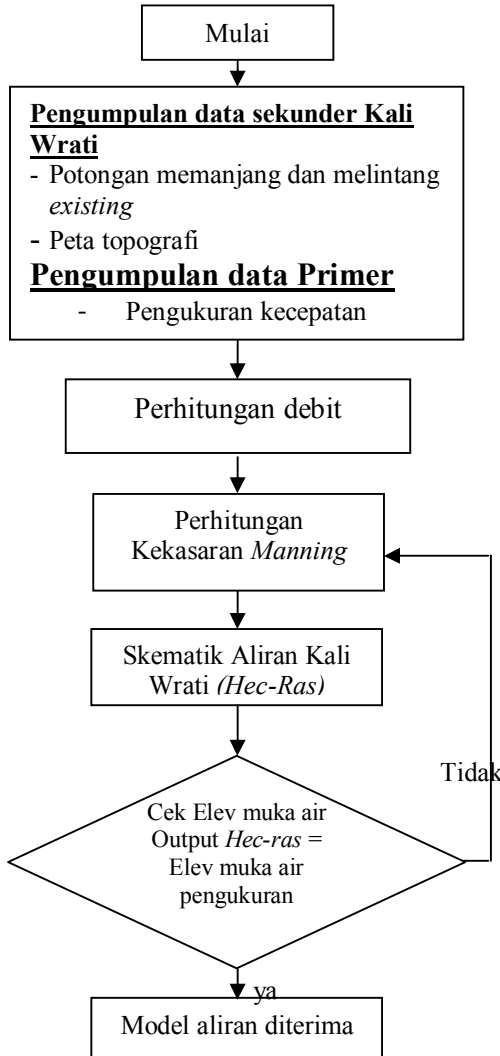 Mulai
Pengumpulan data sekunder Kali
Wrati
- Potongan memanjang dan melintang
existing
- Peta topografi
Pengumpulan data Primer
- Pengukuran kecepatan
Perhitungan debit
Perhitungan
Kekasaran Manning
Skematik Aliran Kali
Wrati (Hec-Ras)
Tidak
Cek Elev muka air
Output Hec-ras =
Elev muka air
pengukuran
ya
Model aliran diterima